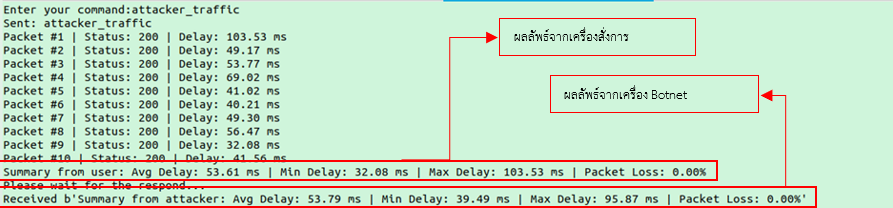 Enter your command:attacker_traffic
Sent: attacker_traffic
Packet #1 | Status: 200 | Delay: 103.53 ms
Packet #2 | Status: 200 | Delay: 49.17 ms
Packet #3 | Status: 200 | Delay: 53.77 ms
Packet #4 | Status: 200 | Delay: 69.02 ms
Packet #5 | Status: 200 | Delay: 41.02 ms
Packet #6 | Status: 200 | Delay: 40.21 ms
Packet #7 | Status: 200 | Delay: 49.30 ms
Packet #8 | Status: 200 | Delay: 56.47 ms
Packet #9 | Status: 200 | Delay: 32.08 ms
Packet #10 | Status: 200 | Delay: 41.56 ms
Summary from user: Avg Delay: 53.61 ms | Min Delay: 32.08 ms | Max Delay: 103.53 ms | Packet Loss: 0.00%
Please wait for the respond...
Received b'Summary from attacker: Avg Delay: 53.79 ms | Min Delay: 39.49 ms | Max Delay: 95.87 ms | Packet Loss: 0.00%'
ผลลัพธ์จากเครื่องสั่งการ
ผลลัพธ์จากเครื่อง Botnet